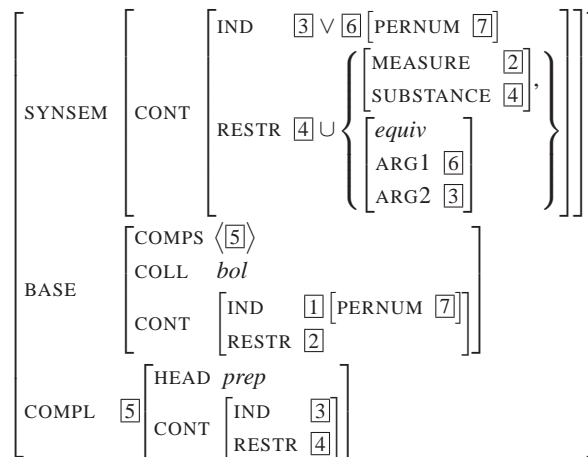 IND [3] ∨ [6] [PERNUM [7]]
MEASURE [2]
SUBSTANCE [4] ,
SYNSEM CONT RESTR [4] ∪
equiv
ARG1 [6]
ARG2 [3]
COMPS ⟨[5]⟩
COLL bol
BASE
CONT IND [1] [PERNUM [7]]
RESTR [2]
HEAD prep
COMPL [5]
CONT IND [3]
RESTR [4]